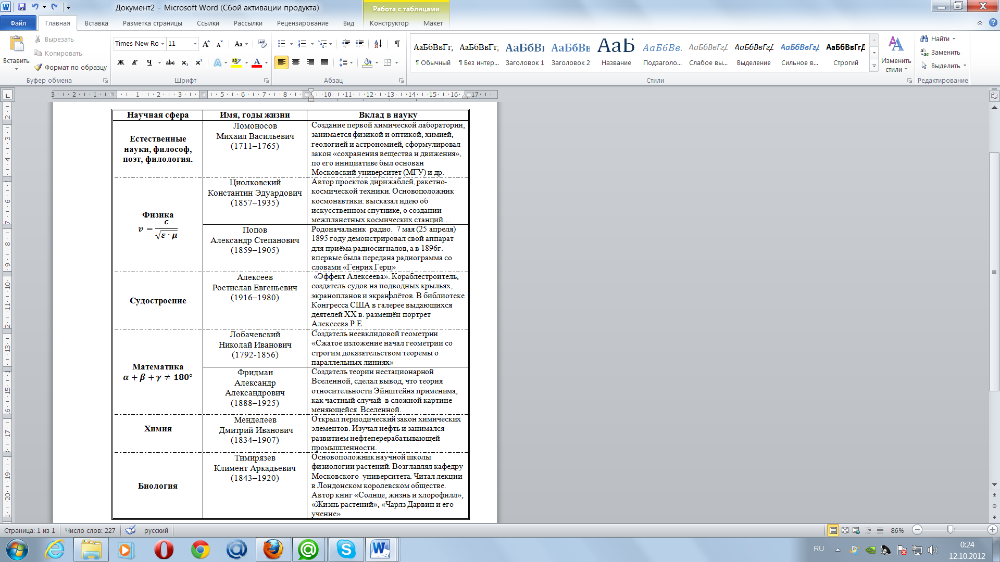 Документ2 - Microsoft Word (Сбой активации продукта)
Работа с таблицами
Файл
Главная
Вставка
Разметка страницы
Ссылки
Рассылки
Рецензирование
Вид
Конструктор
Макет
Вставить
Вырезать
Копировать
Формат по образцу
Буфер обмена
Times New Ro
11
Шрифт
Абзац
АаБбВвГг,
¶ Обычный
АаБбВвГг,
¶ Без интер...
АаБбВı
Заголовок 1
АаБбВв
Заголовок 2
АаБ
Название
АаБбВв.
Подзаголо...
АаБбВвГгД
Слабое вы...
АаБбВвГгД
Выделение
АаБбВвГгД
Сильное в...
АаБбВвГгД
Строгий
Изменить
стили
Стили
Найти
Заменить
Выделить
Редактирование
Научная сфера
Имя, годы жизни
Вклад в науку
Естественные
науки, философ,
поэт, филология.
Ломоносов
Михаил Васильевич
(1711–1765)
Создание первой химической лаборатории,
занимается физикой и оптикой, химией,
геологией и астрономией, сформулировал
закон «сохранения вещества и движения»,
по его инициативе был основан
Московский университет (МГУ) и др.
Физика
v = c / √ε · μ
Циолковский
Константин Эдуардович
(1857–1935)
Автор проектов дирижаблей, ракетно-
космической техники. Основоположник
космонавтики: высказал идею об
искусственном спутнике, о создании
межпланетных космических станций…
Попов
Александр Степанович
(1859–1905)
Родоначальник радио. 7 мая (25 апреля)
1895 году демонстрировал свой аппарат
для приёма радиосигналов, а в 1896г.
впервые была передана радиограмма со
словами «Генрих Герц»
Судостроение
Алексеев
Ростислав Евгеньевич
(1916–1980)
«Эффект Алексеева». Кораблестроитель,
создатель судов на подводных крыльях,
экранопланов и экранолётов. В библиотеке
Конгресса США в галерее выдающихся
деятелей XX в. размещён портрет
Алексеева Р.Е..
Математика
α + β + γ ≠ 180°
Лобачевский
Николай Иванович
(1792-1856)
Создатель неевклидовой геометрии
«Сжатое изложение начал геометрии со
строгим доказательством теоремы о
параллельных линиях»
Фридман
Александр
Александрович
(1888–1925)
Создатель теории нестационарной
Вселенной, сделал вывод, что теория
относительности Эйнштейна применима,
как частный случай в сложной картине
меняющейся Вселенной.
Химия
Менделеев
Дмитрий Иванович
(1834–1907)
Открыл периодический закон химических
элементов. Изучал нефть и занимался
развитием нефтеперерабатывающей
промышленности.
Биология
Тимирязев
Климент Аркадьевич
(1843–1920)
Основоположник научной школы
физиологии растений. Возглавлял кафедру
Московского университета. Читал лекции
в Лондонском королевском обществе.
Автор книг «Солнце, жизнь и хлорофилл»,
«Жизнь растений», «Чарлз Дарвин и его
учение»
Страница: 1 из 1
Число слов: 227
русский
86%
RU
0:24
12.10.2012